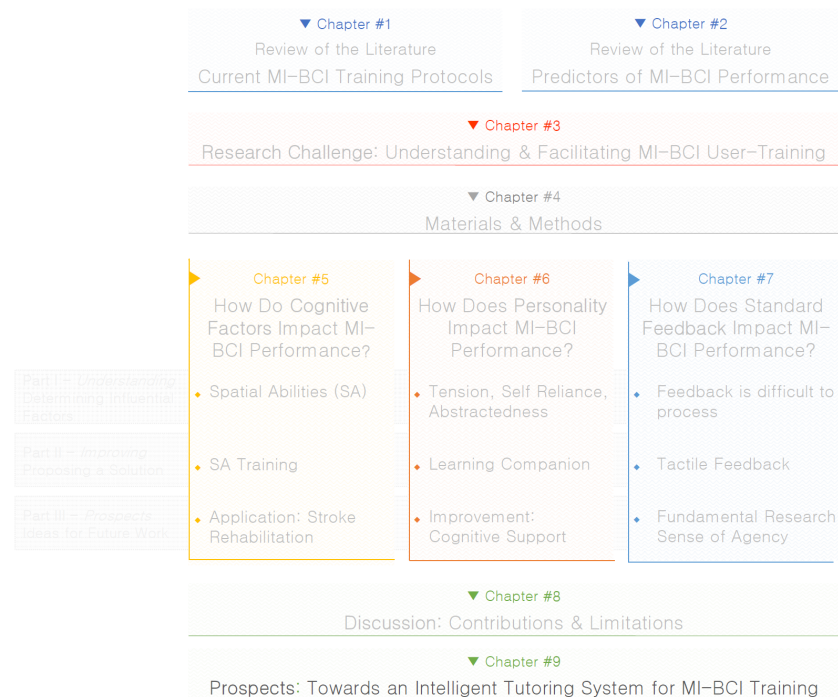 Chapter #1
Review of the Literature
Current MI-BCI Training Protocols
Chapter #2
Review of the Literature
Predictors of MI-BCI Performance
Chapter #3
Research Challenge: Understanding & Facilitating MI-BCI User-Training
Chapter #4
Materials & Methods
Part I - Understanding
Determining Influential
Factors
Part II - Improving
Proposing a Solution
Part III - Prospects
Ideas for Future Work
Chapter #5
How Do Cognitive
Factors Impact MI-
BCI Performance?
Spatial Abilities (SA)
SA Training
Application: Stroke
Rehabilitation
Chapter #6
How Does Personality
Impact MI-BCI
Performance?
Tension, Self Reliance,
Abstractedness
Learning Companion
Improvement:
Cognitive Support
Chapter #7
How Does Standard
Feedback Impact MI-
BCI Performance?
Feedback is difficult to
process
Tactile Feedback
Fundamental Research
Sense of Agency
Chapter #8
Discussion: Contributions & Limitations
Chapter #9
Prospects: Towards an Intelligent Tutoring System for MI-BCI Training